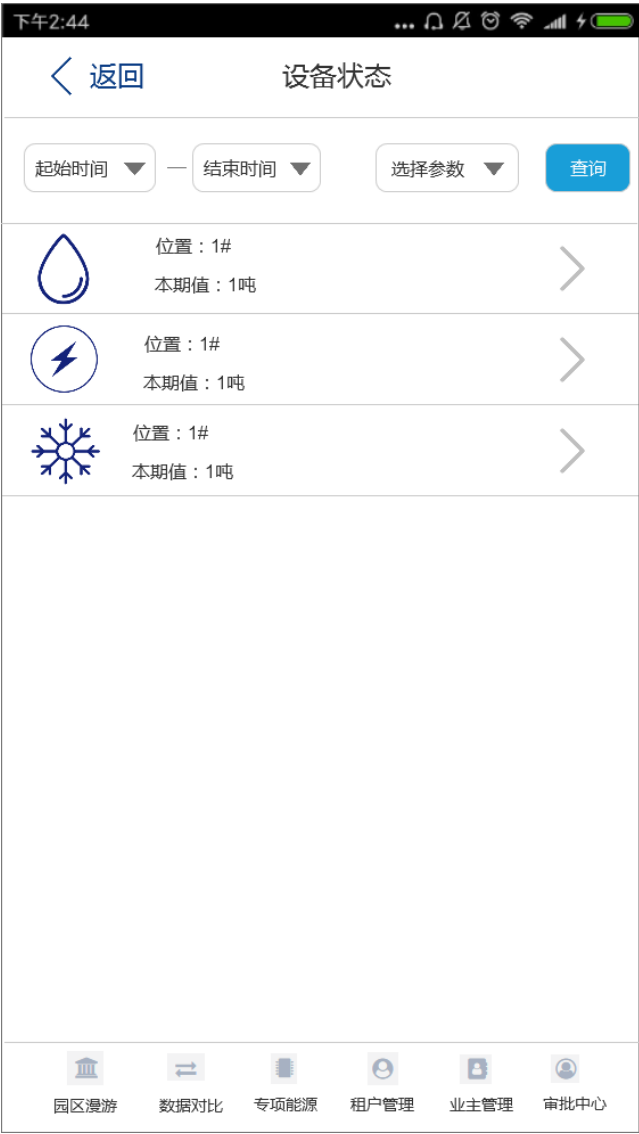 下午2:44
返回
设备状态
起始时间 — 结束时间 选择参数 查询
位置：1#
本期值：1吨
位置：1#
本期值：1吨
位置：1#
本期值：1吨
园区漫游 数据对比 专项能源 租户管理 业主管理 审批中心